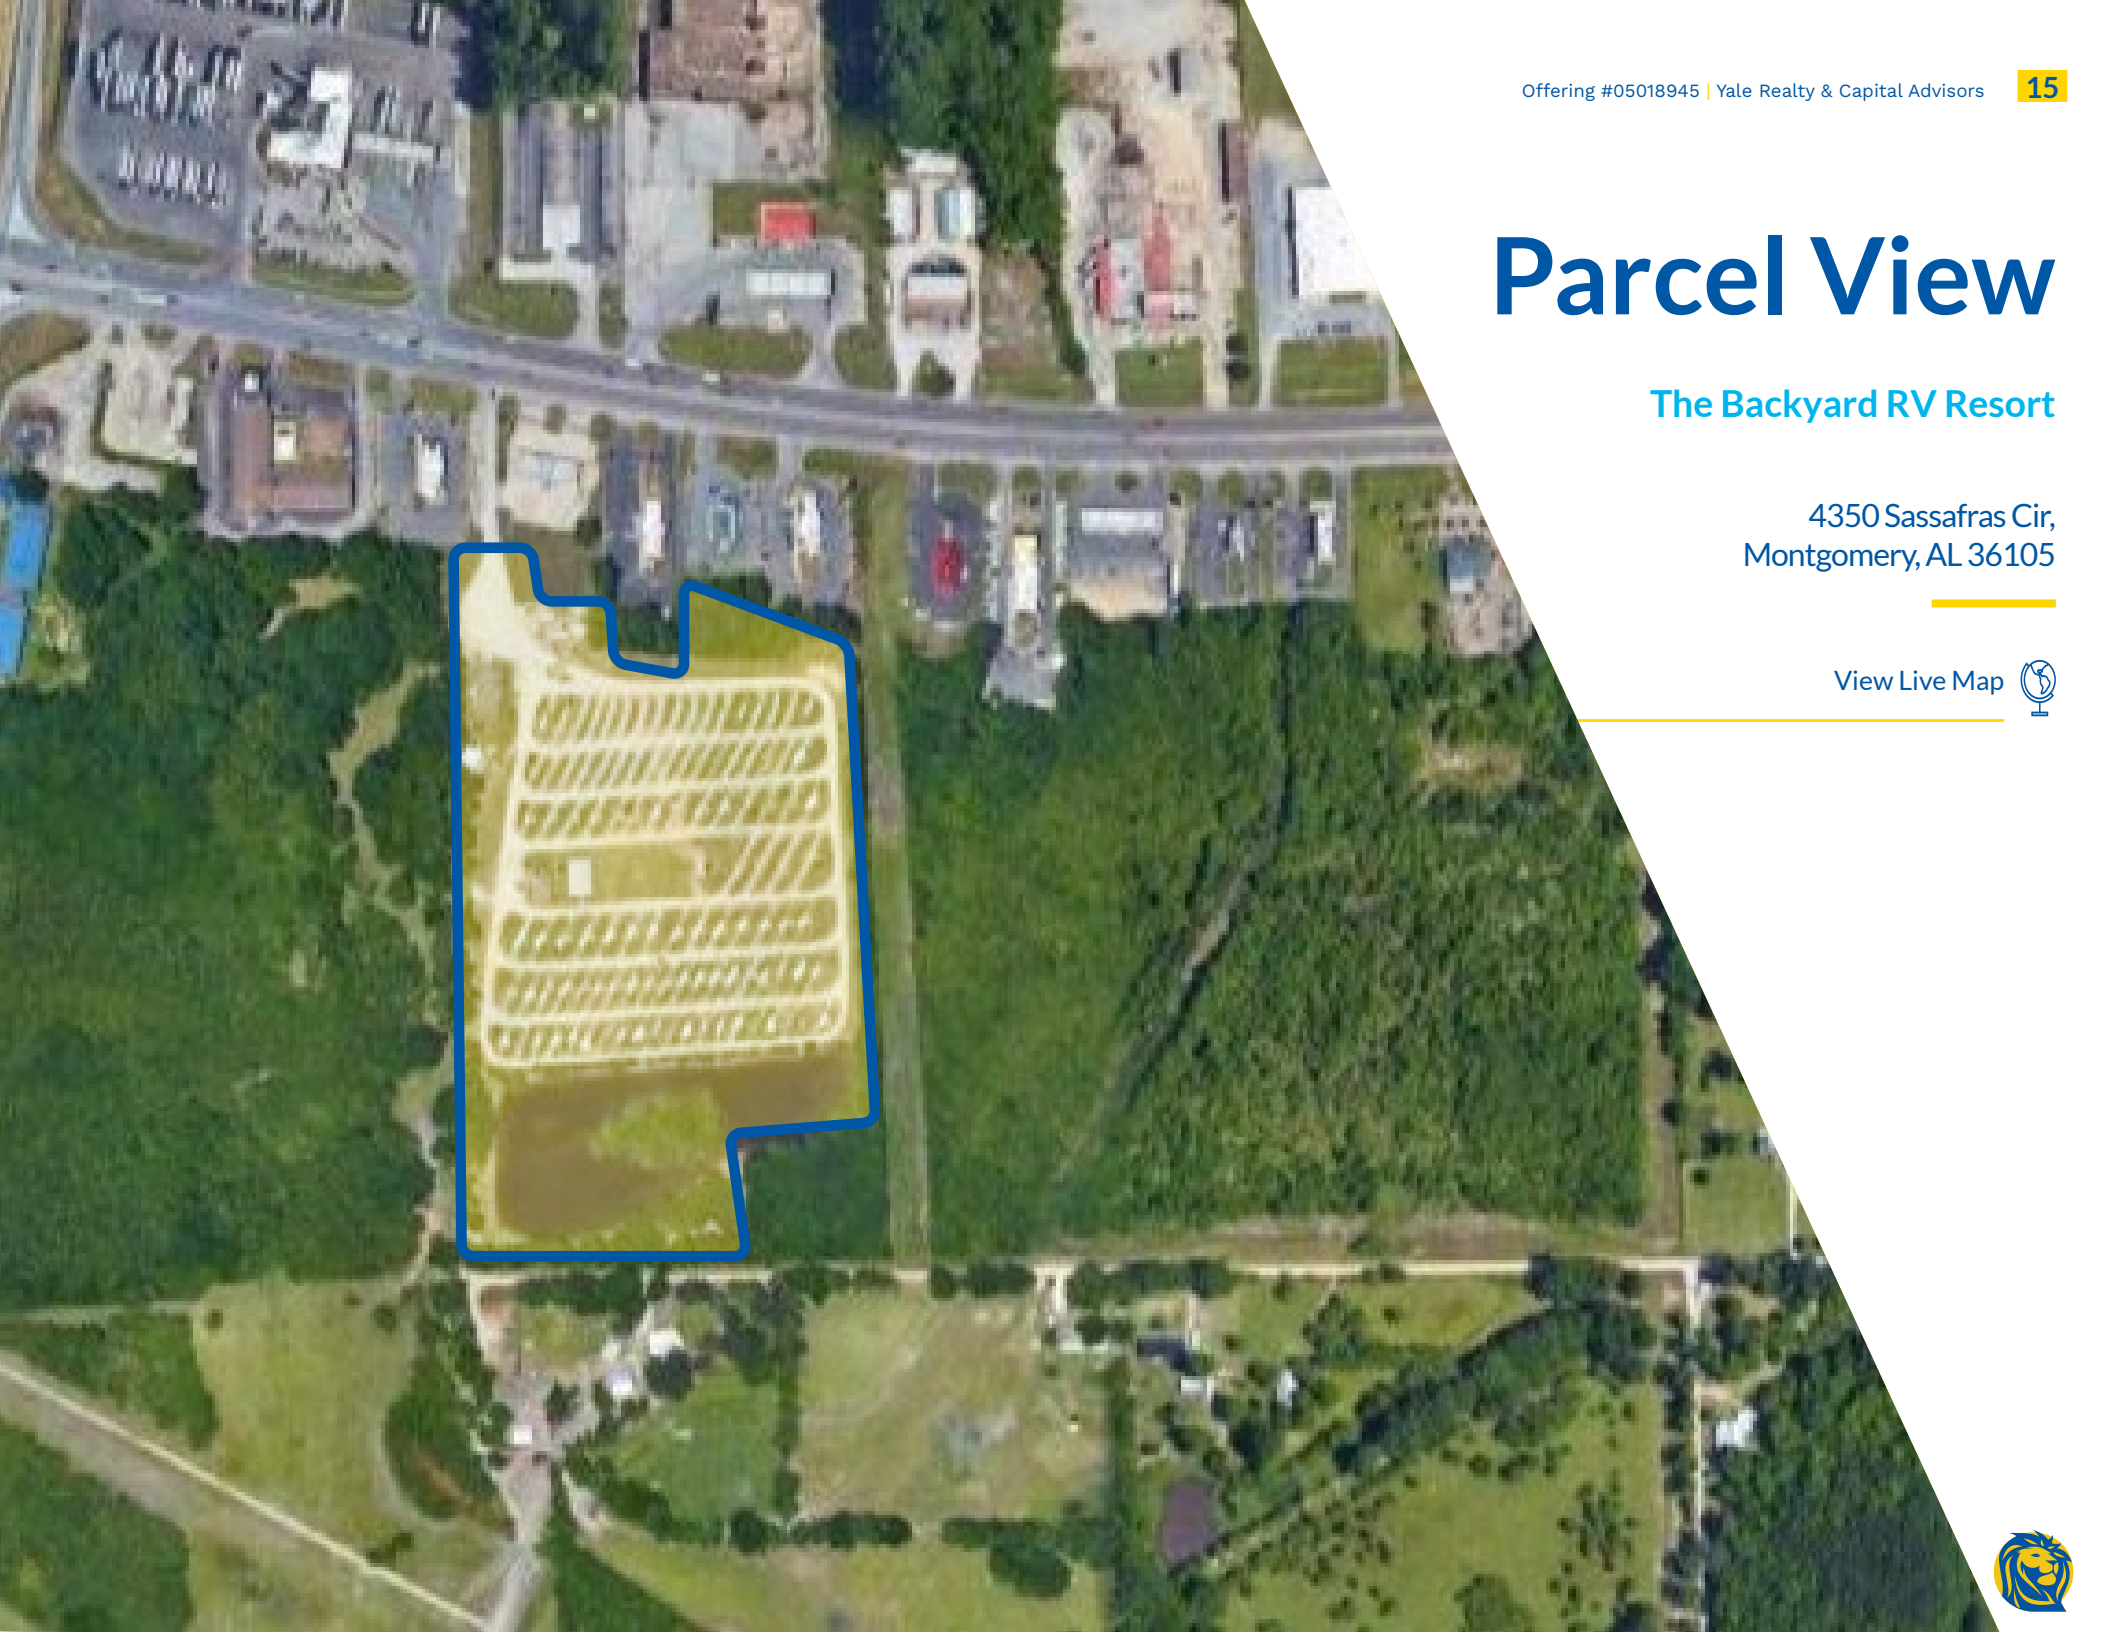 Offering #05018945 | Yale Realty & Capital Advisors 15
Parcel View
The Backyard RV Resort
4350 Sassafras Cir,
Montgomery, AL 36105
View Live Map